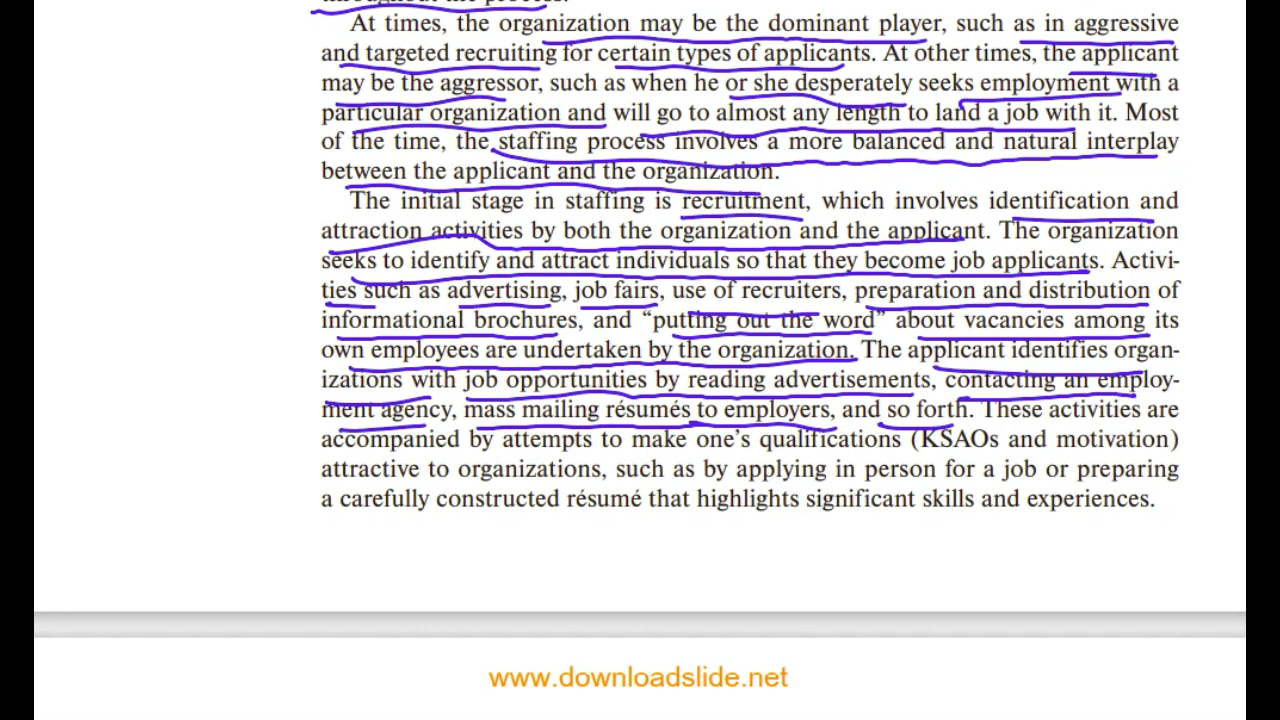 throughout the process.
At times, the organization may be the dominant player, such as in aggressive
and targeted recruiting for certain types of applicants. At other times, the applicant
may be the aggressor, such as when he or she desperately seeks employment with a
particular organization and will go to almost any length to land a job with it. Most
of the time, the staffing process involves a more balanced and natural interplay
between the applicant and the organization.
The initial stage in staffing is recruitment, which involves identification and
attraction activities by both the organization and the applicant. The organization
seeks to identify and attract individuals so that they become job applicants. Activi-
ties such as advertising, job fairs, use of recruiters, preparation and distribution of
informational brochures, and “putting out the word” about vacancies among its
own employees are undertaken by the organization. The applicant identifies organ-
izations with job opportunities by reading advertisements, contacting an employ-
ment agency, mass mailing résumés to employers, and so forth. These activities are
accompanied by attempts to make one’s qualifications (KSAOs and motivation)
attractive to organizations, such as by applying in person for a job or preparing
a carefully constructed résumé that highlights significant skills and experiences.
www.downloadslide.net